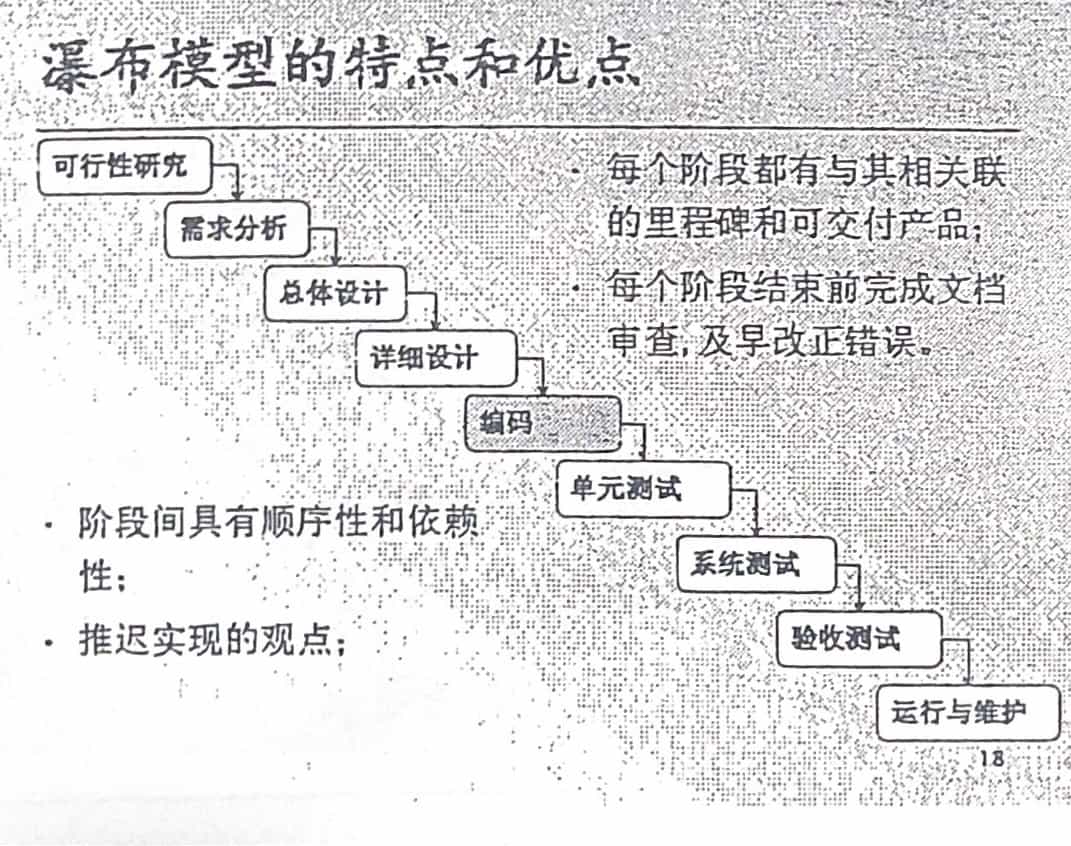 瀑布模型的特点和优点
可行性研究
需求分析
总体设计
详细设计
编码
单元测试
系统测试
验收测试
运行与维护
· 每个阶段都有与其相关联
的里程碑和可交付产品;
· 每个阶段结束前完成文档
审查, 及早改正错误。
· 阶段间具有顺序性和依赖
性;
· 推迟实现的观点;
18